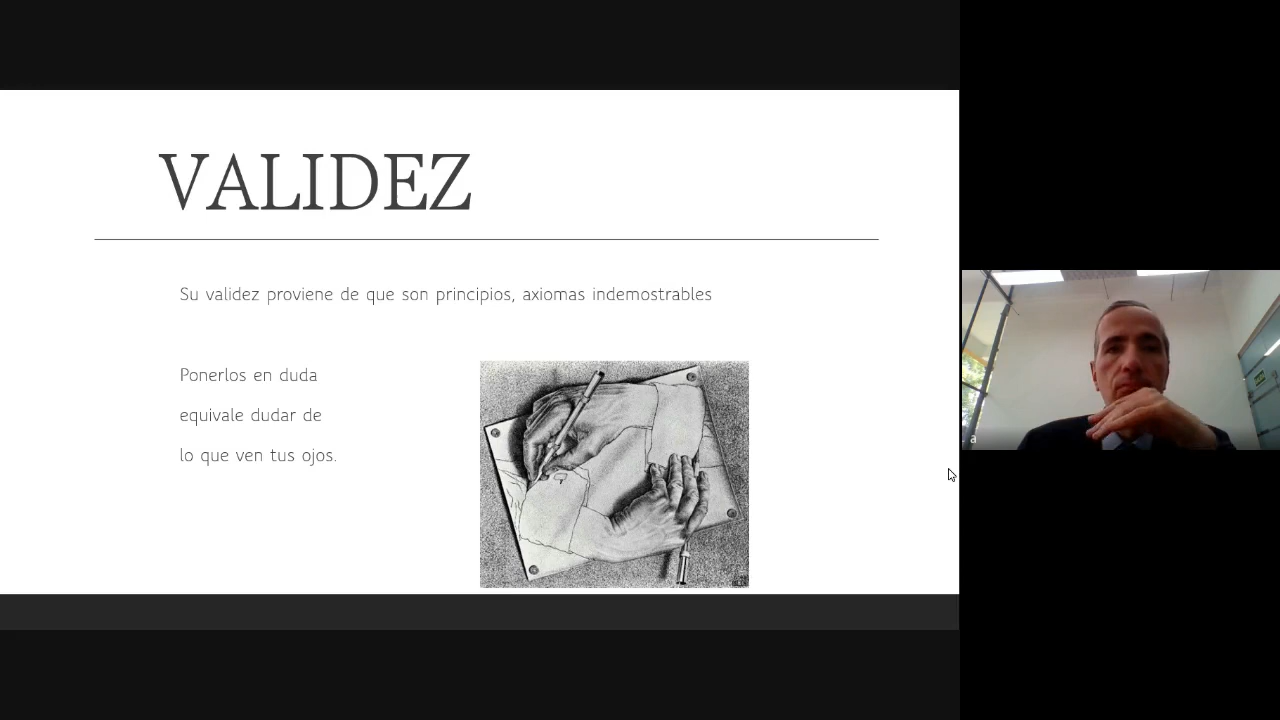 VALIDEZ
Su validez proviene de que son principios, axiomas indemostrables
Ponerlos en duda
equivale dudar de
lo que ven tus ojos.
a